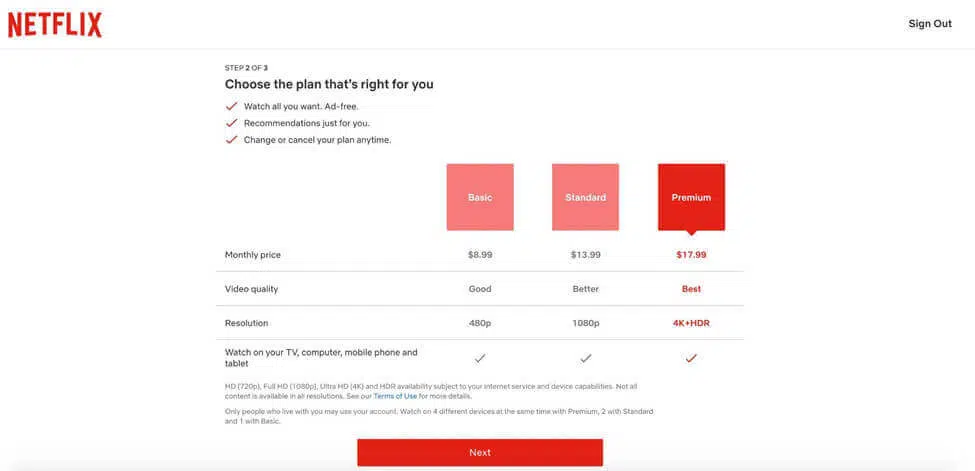 NETFLIX
Sign Out
STEP 2 OF 3
Choose the plan that's right for you
Watch all you want. Ad-free.
Recommendations just for you.
Change or cancel your plan anytime.
Basic Standard Premium
Monthly price $8.99 $13.99 $17.99
Video quality Good Better Best
Resolution 480p 1080p 4K+HDR
Watch on your TV, computer, mobile phone and
tablet
HD (720p), Full HD (1080p), Ultra HD (4K) and HDR availability subject to your internet service and device capabilities. Not all
content is available in all resolutions. See our Terms of Use for more details.
Only people who live with you may use your account. Watch on 4 different devices at the same time with Premium, 2 with Standard
and 1 with Basic.
Next